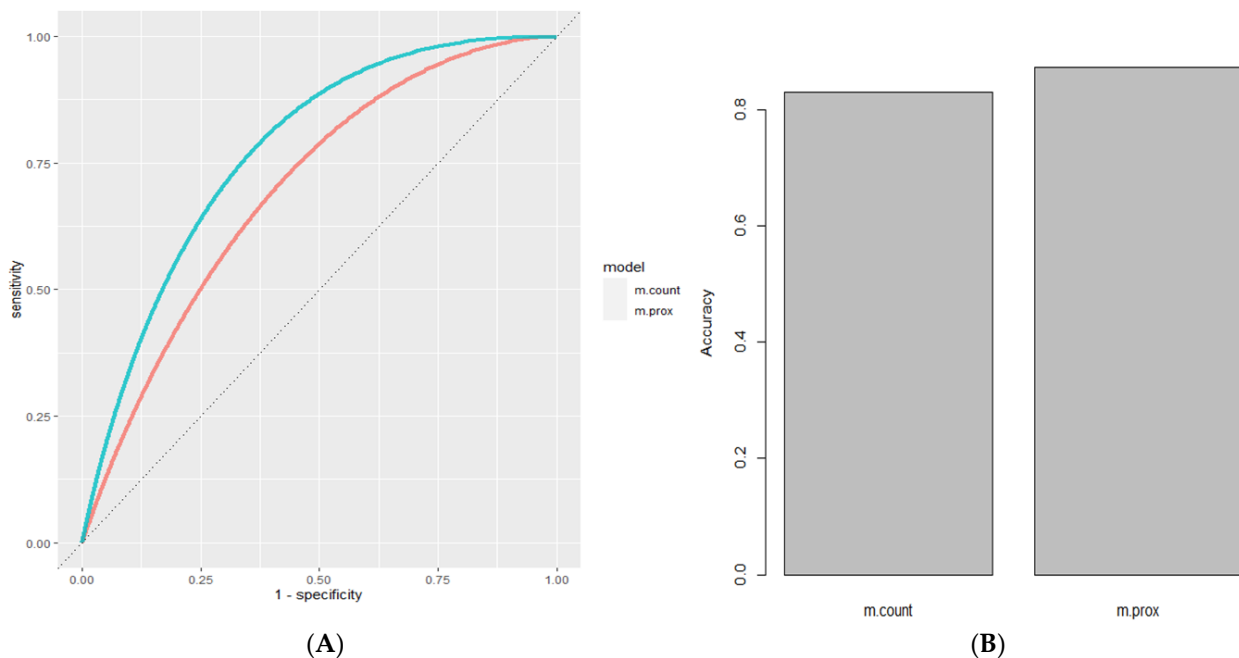 1.00
0.75
0.50
0.25
0.00
sensitivity
0.00 0.25 0.50 0.75 1.00
1 - specificity
model
m.count
m.prox
(A)
0.8
0.6
0.4
0.2
0.0
Accuracy
m.count m.prox
(B)